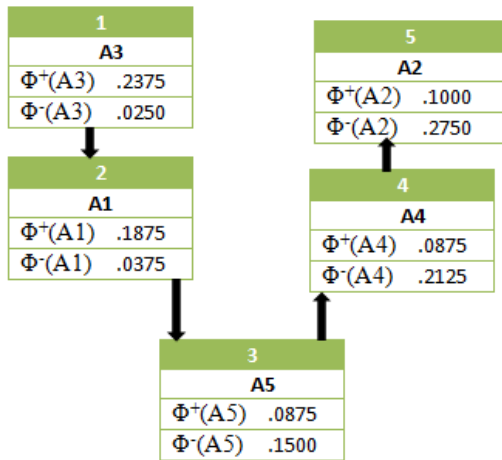 1
A3
Φ⁺(A3) .2375
Φ⁻(A3) .0250
2
A1
Φ⁺(A1) .1875
Φ⁻(A1) .0375
3
A5
Φ⁺(A5) .0875
Φ⁻(A5) .1500
4
A4
Φ⁺(A4) .0875
Φ⁻(A4) .2125
5
A2
Φ⁺(A2) .1000
Φ⁻(A2) .2750